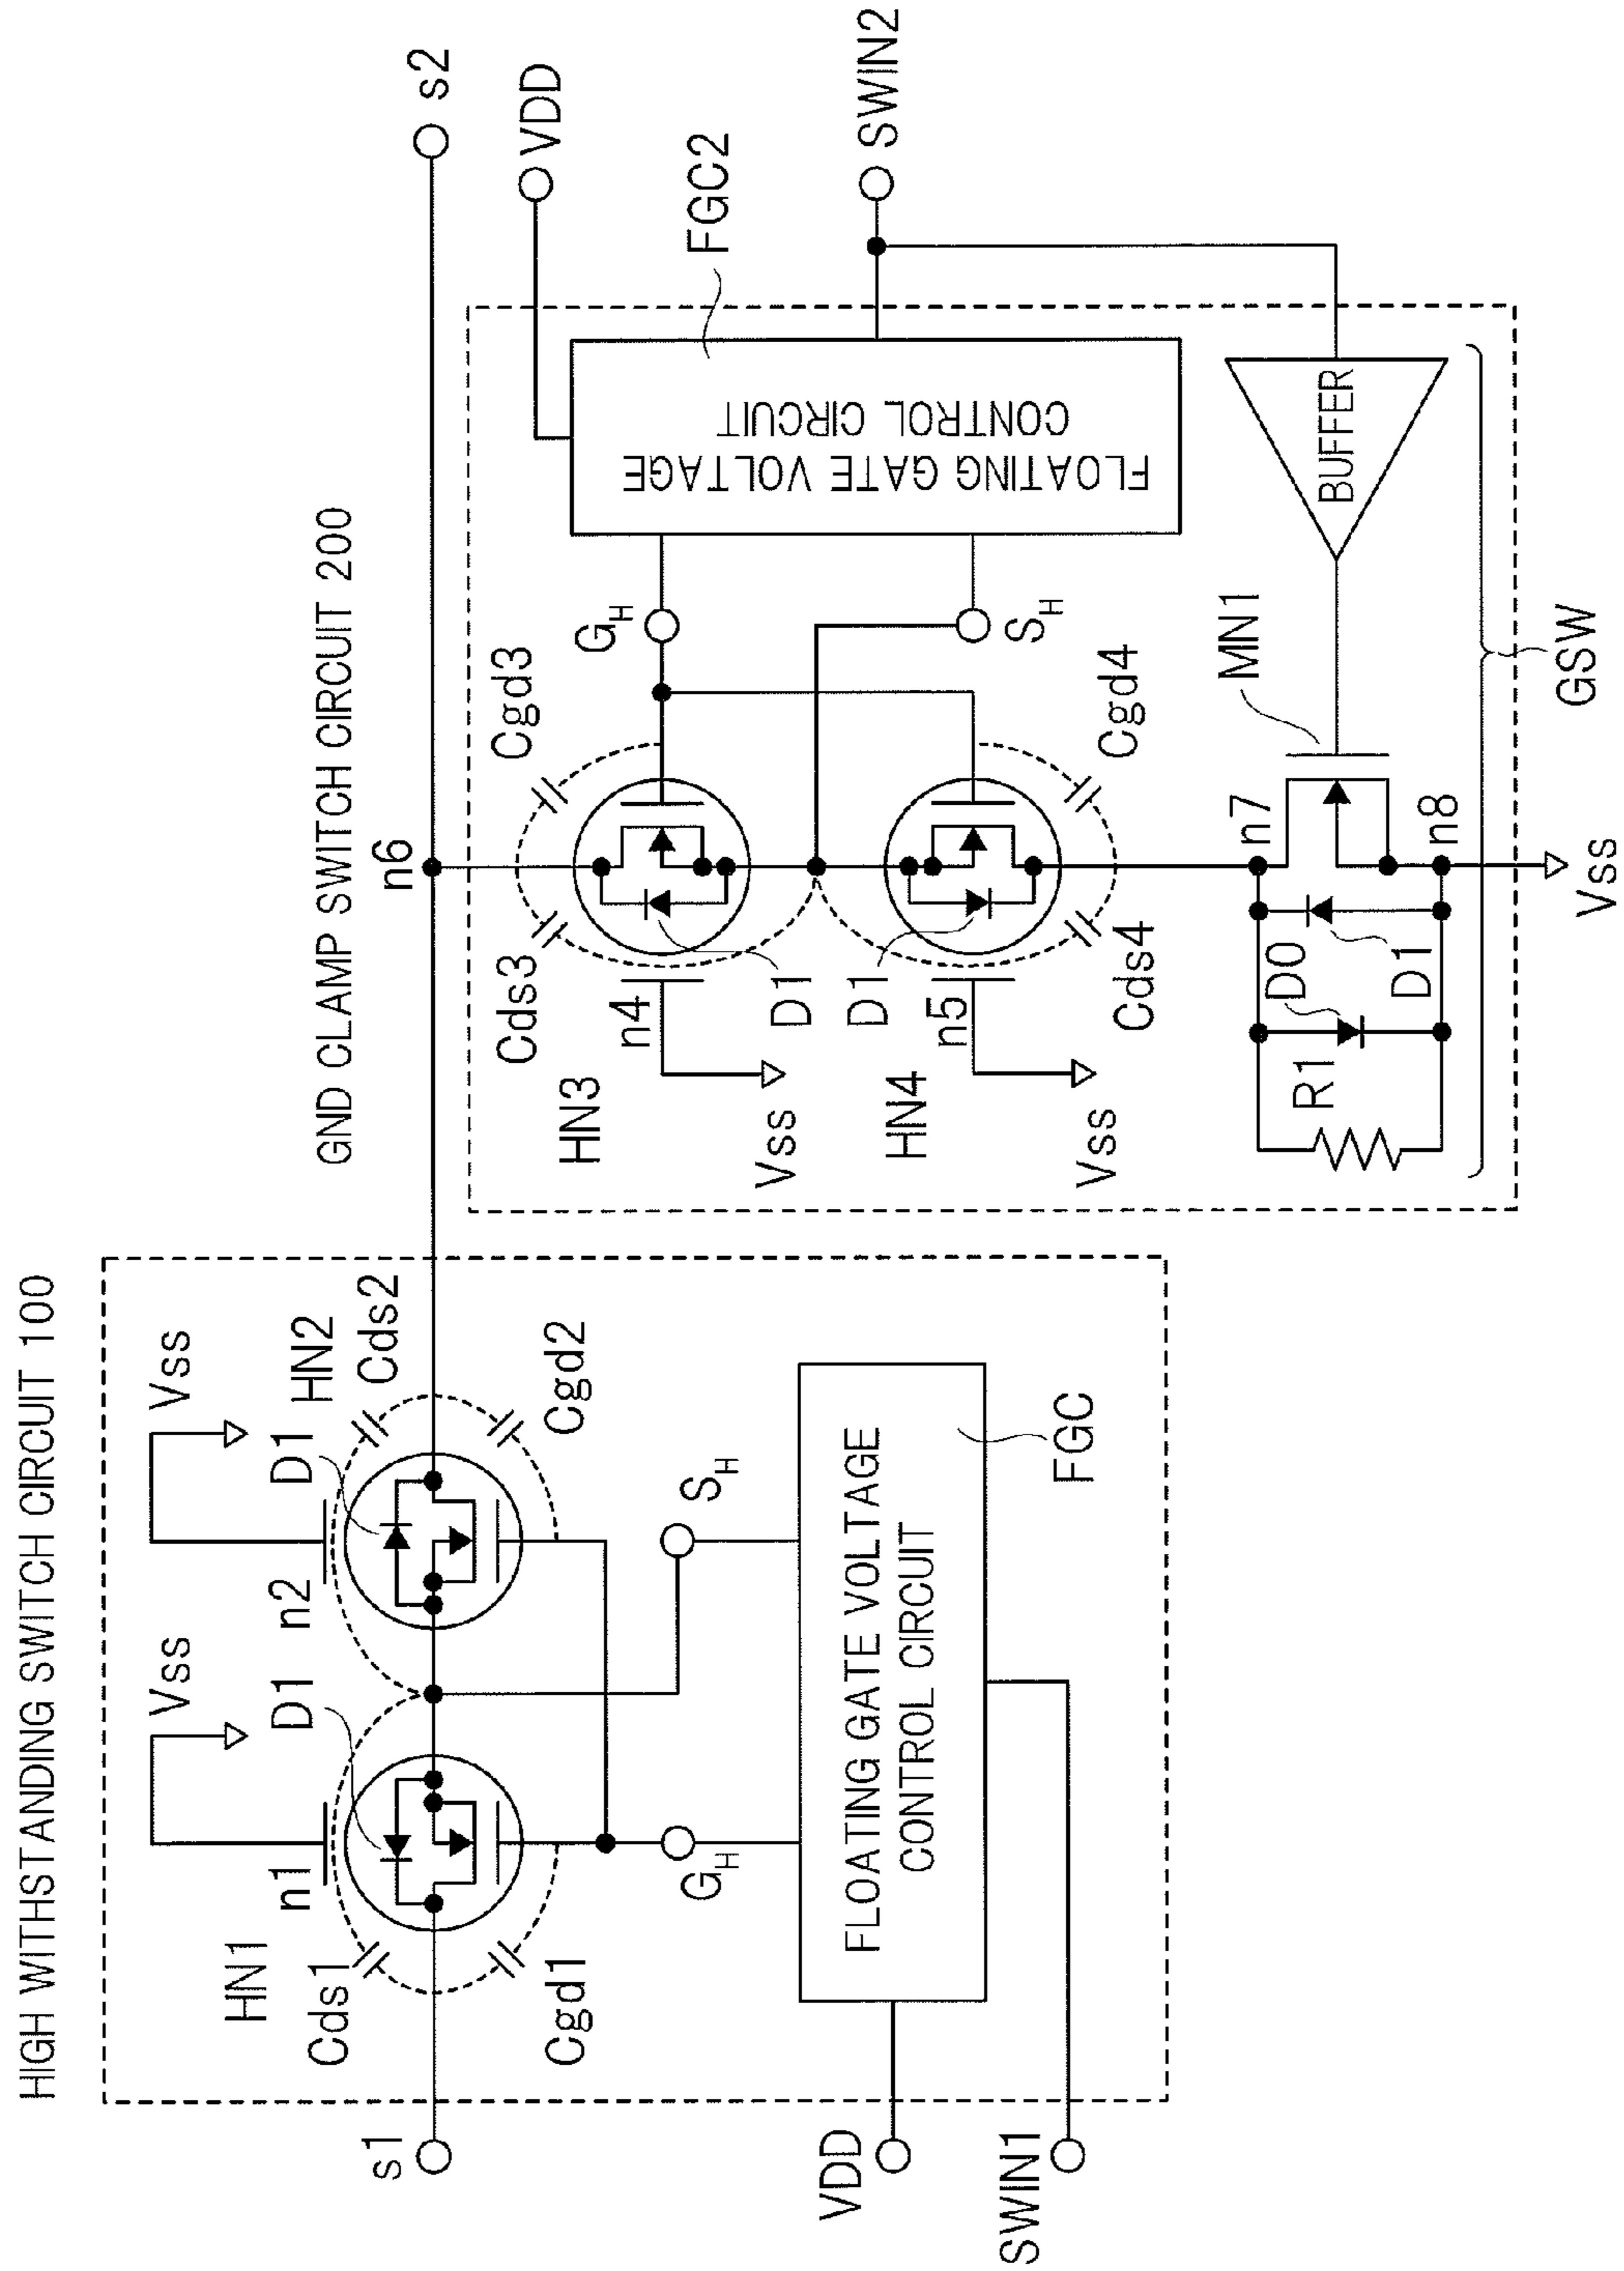 HIGH WITHSTANDING SWITCH CIRCUIT 100
Vss
Vss
HN1
n1
D1
n2
D1
HN2
Cds1
Cds2
s1
Cgd1
Cgd2
GH
SH
FLOATING GATE VOLTAGE
CONTROL CIRCUIT
FGC
VDD
SWIN1
GND CLAMP SWITCH CIRCUIT 200
n6
s2
VDD
FGC2
SWIN2
Cds3
Cgd3
GH
HN3
n4
Vss
D1
D1
SH
FLOATING GATE VOLTAGE
CONTROL CIRCUIT
HN4
n5
Vss
Cds4
Cgd4
MN1
BUFFER
n7
R1
D0
D1
n8
Vss
GSW